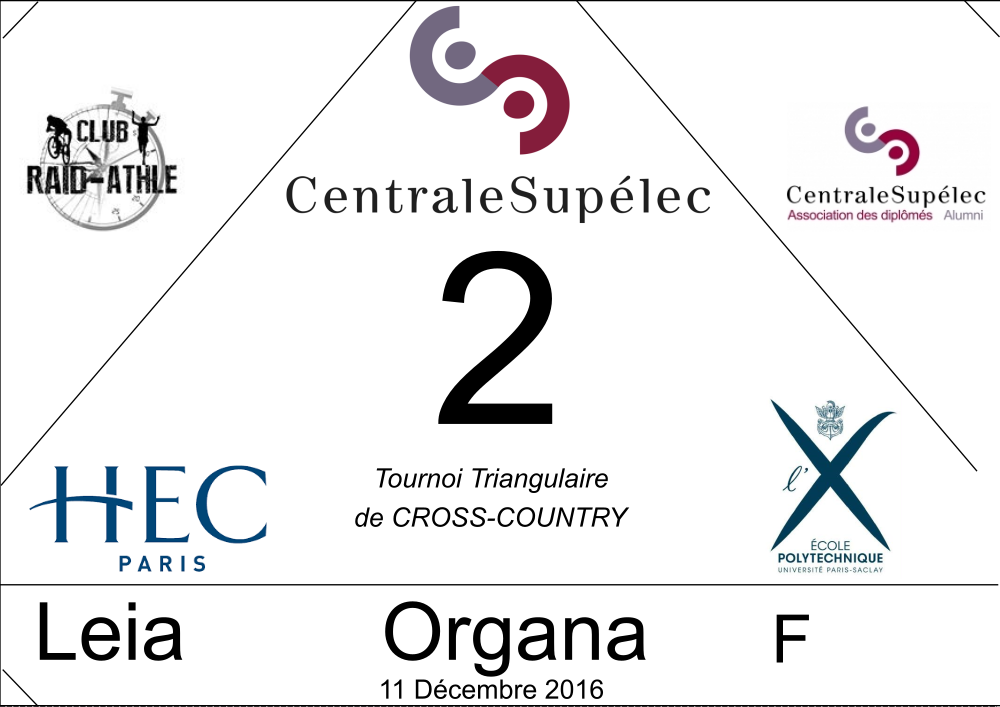 CLUB
RAID-ATHLE
CentraleSupélec
CentraleSupélec
Association des diplômés Alumni
2
HEC
PARIS
Tournoi Triangulaire
de CROSS-COUNTRY
l'X
ÉCOLE
POLYTECHNIQUE
UNIVERSITÉ PARIS-SACLAY
Leia Organa F
11 Décembre 2016